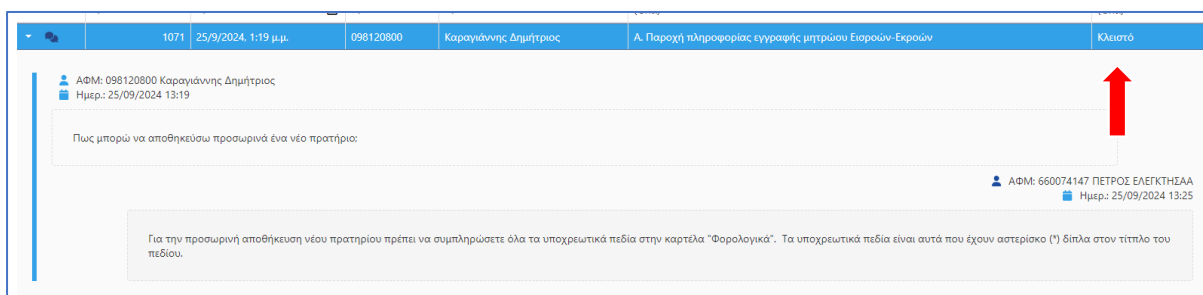 1071 25/9/2024, 1:19 μ.μ. 098120800 Καραγιάννης Δημήτριος Α. Παροχή πληροφορίας εγγραφής μητρώου Εισροών-Εκροών Κλειστό
ΑΦΜ: 098120800 Καραγιάννης Δημήτριος
Ημερ.: 25/09/2024 13:19
Πως μπορώ να αποθηκεύσω προσωρινά ένα νέο πρατήριο;
ΑΦΜ: 660074147 ΠΕΤΡΟΣ ΕΛΕΓΚΤΗΣΑΑ
Ημερ.: 25/09/2024 13:25
Για την προσωρινή αποθήκευση νέου πρατηρίου πρέπει να συμπληρώσετε όλα τα υποχρεωτικά πεδία στην καρτέλα "Φορολογικά". Τα υποχρεωτικά πεδία είναι αυτά που έχουν αστερίσκο (*) δίπλα στον τίτπλο του
πεδίου.